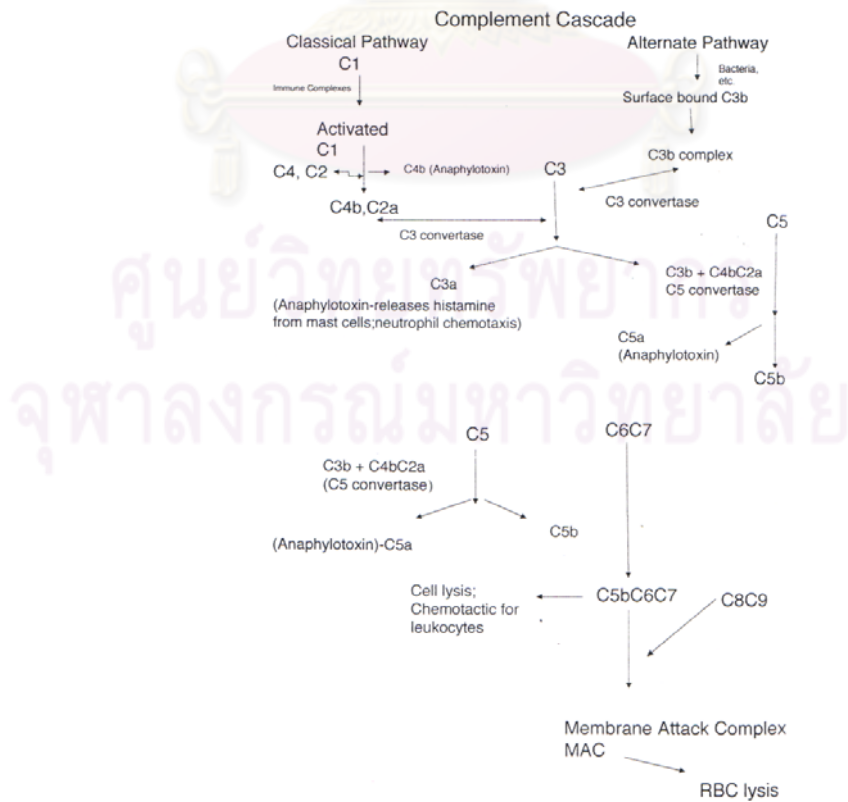 Complement Cascade
Classical Pathway
Alternate Pathway
C1
Bacteria,
etc.
Immune Complexes
Surface bound C3b
Activated
C1
C3b complex
C4, C2
C4b (Anaphylotoxin)
C3
C4b,C2a
C3 convertase
C3 convertase
C5
C3a
(Anaphylotoxin-releases histamine
from mast cells;neutrophil chemotaxis)
C3b + C4bC2a
C5 convertase
C5a
(Anaphylotoxin)
C5b
ศูนย์วิทยทรัพยากร
จุฬาลงกรณ์มหาวิทยาลัย
C5
C6C7
C3b + C4bC2a
(C5 convertase)
(Anaphylotoxin)-C5a
C5b
Cell lysis;
Chemotactic for
leukocytes
C5bC6C7
C8C9
Membrane Attack Complex
MAC
RBC lysis